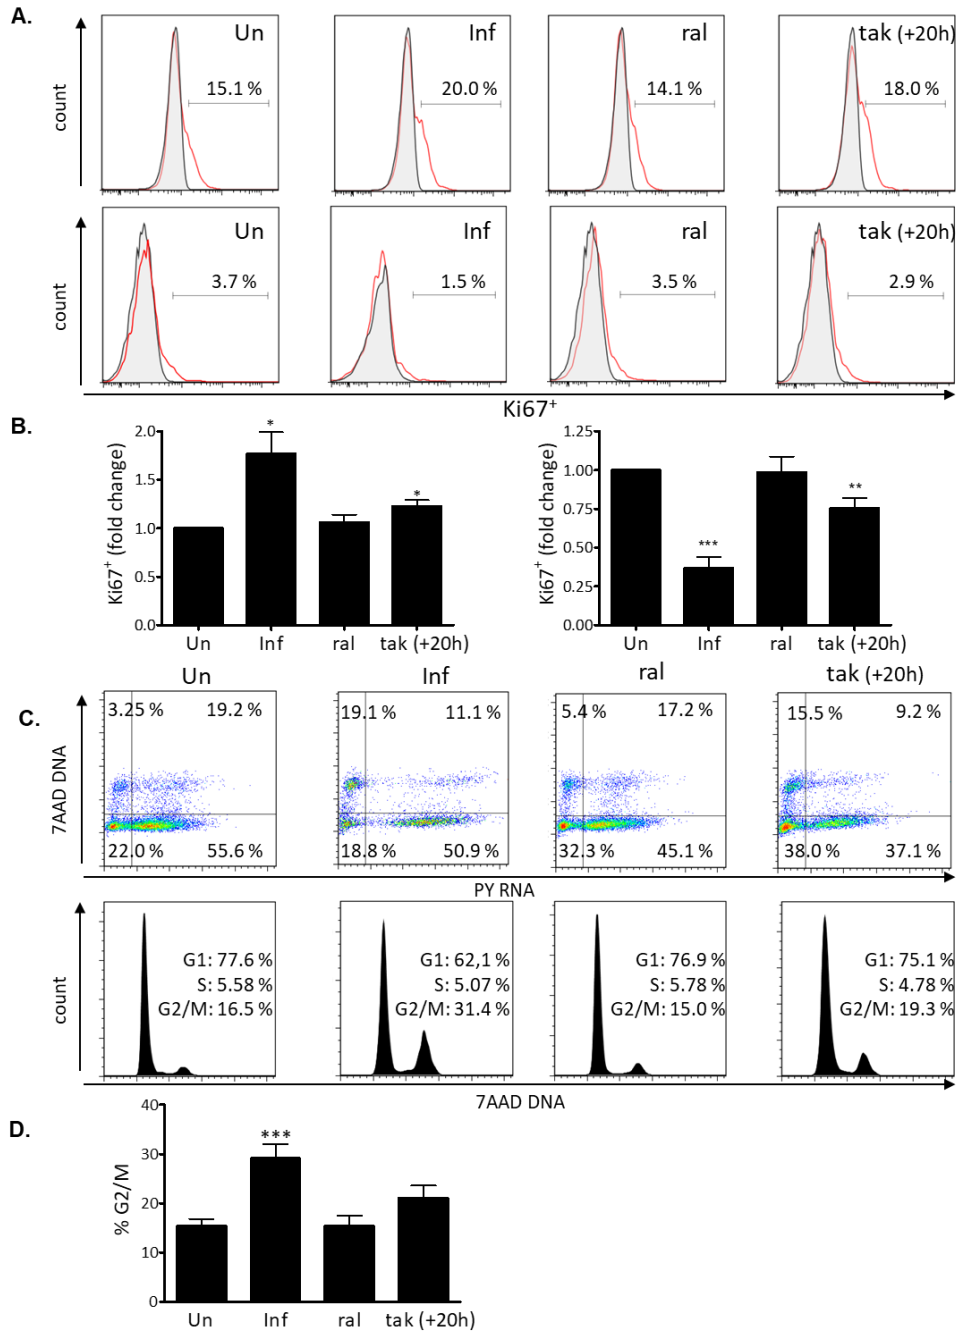 A.
Un
Inf
ral
tak (+20h)
15.1 %
20.0 %
14.1 %
18.0 %
count
Un
Inf
ral
tak (+20h)
3.7 %
1.5 %
3.5 %
2.9 %
count
Ki67+
B.
Ki67+ (fold change)
2.0
1.5
1.0
0.5
0.0
*
*
Un
Inf
ral
tak (+20h)
Ki67+ (fold change)
1.25
1.00
0.75
0.50
0.25
0.00
***
**
Un
Inf
ral
tak (+20h)
C.
Un
Inf
ral
tak (+20h)
3.25 %
19.2 %
19.1 %
11.1 %
5.4 %
17.2 %
15.5 %
9.2 %
7AAD DNA
22.0 %
55.6 %
18.8 %
50.9 %
32.3 %
45.1 %
38.0 %
37.1 %
PY RNA
count
G1: 77.6 %
S: 5.58 %
G2/M: 16.5 %
G1: 62,1 %
S: 5.07 %
G2/M: 31.4 %
G1: 76.9 %
S: 5.78 %
G2/M: 15.0 %
G1: 75.1 %
S: 4.78 %
G2/M: 19.3 %
7AAD DNA
D.
% G2/M
40
30
20
10
0
***
Un
Inf
ral
tak (+20h)